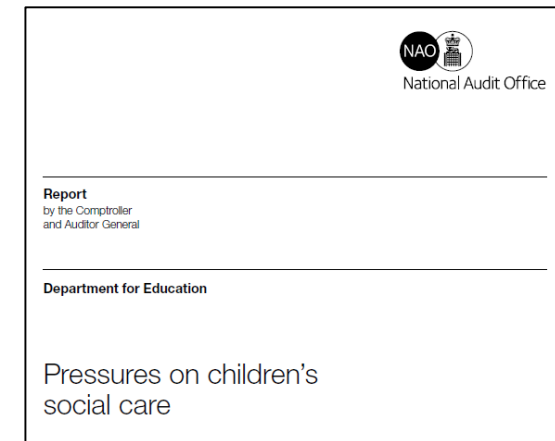 NAO
National Audit Office
Report
by the Comptroller
and Auditor General
Department for Education
Pressures on children's
social care